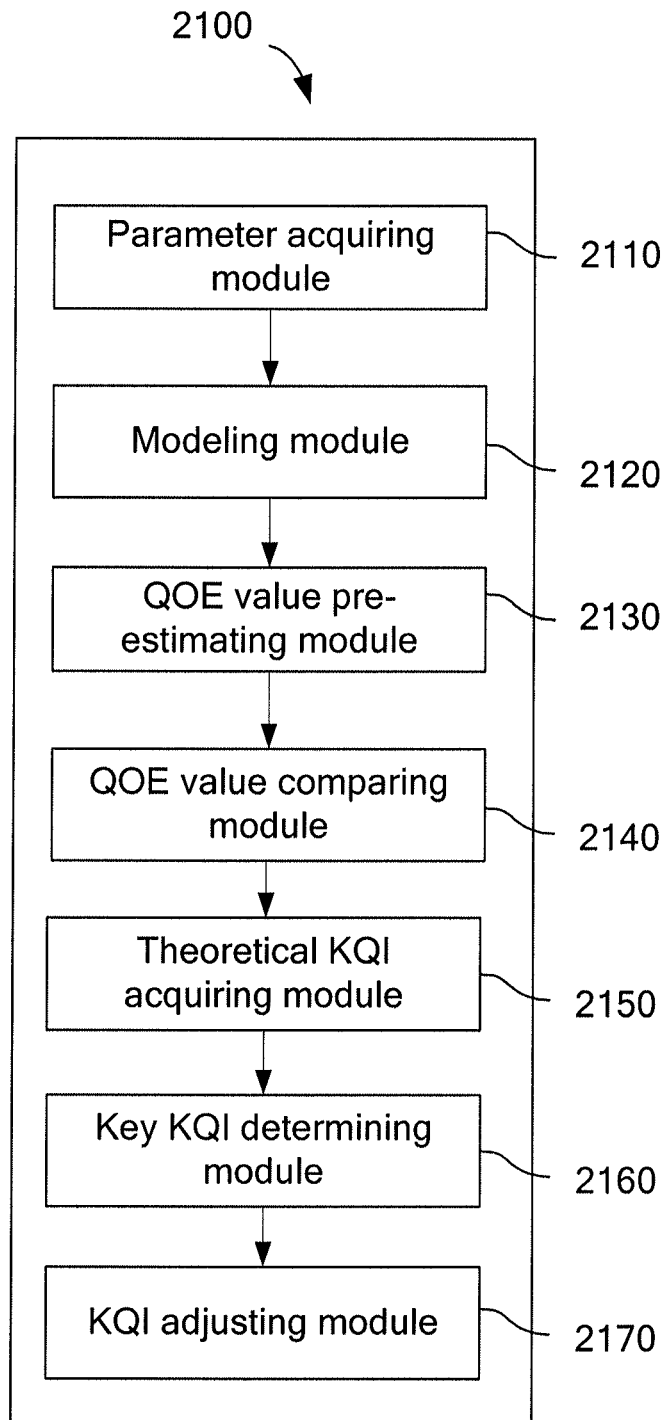 2100
Parameter acquiring
module
2110
Modeling module
2120
QOE value pre-
estimating module
2130
QOE value comparing
module
2140
Theoretical KQI
acquiring module
2150
Key KQI determining
module
2160
KQI adjusting module
2170